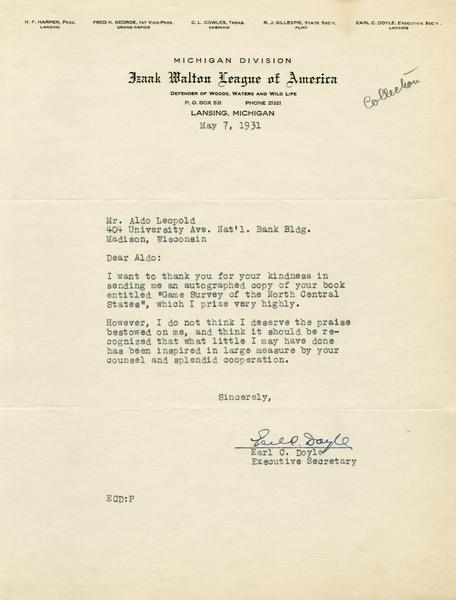 H. F. HARPER, PRES. FRED H. GEORGE, 1ST VICE-PRES. C. L. COWLES, TREAS. R. J. GILLESPIE, STATE SEC'Y. EARL C. DOYLE, EXECUTIVE SEC'Y.
LANSING GRAND RAPIDS SAGINAW FLINT LANSING
MICHIGAN DIVISION
Izaak Walton League of America
DEFENDER OF WOODS, WATERS AND WILD LIFE
P. O. BOX 531 PHONE 21321
LANSING, MICHIGAN
Collection
May 7, 1931
Mr. Aldo Leopold
404 University Ave. Nat'l. Bank Bldg.
Madison, Wisconsin
Dear Aldo:
I want to thank you for your kindness in
sending me an autographed copy of your book
entitled "Game Survey of the North Central
States", which I prize very highly.
However, I do not think I deserve the praise
bestowed on me, and think it should be re-
cognized that what little I may have done
has been inspired in large measure by your
counsel and splendid cooperation.
Sincerely,
Earl C. Doyle
Earl C. Doyle
Executive Secretary
ECD:P